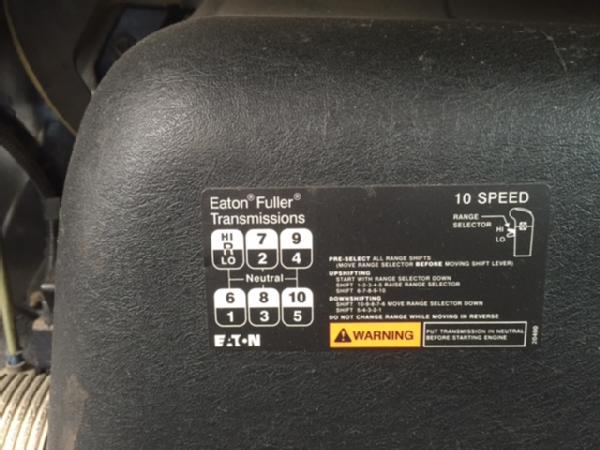 Eaton® Fuller®
Transmissions
10 SPEED
RANGE
SELECTOR
HI
LO
HI
R
LO
7
2
9
4
Neutral
6
1
8
3
10
5
PRE-SELECT ALL RANGE SHIFTS
(MOVE RANGE SELECTOR BEFORE MOVING SHIFT LEVER)
UPSHIFTING
START WITH RANGE SELECTOR DOWN
SHIFT 1-2-3-4-5 RAISE RANGE SELECTOR
SHIFT 6-7-8-9-10
DOWNSHIFTING
SHIFT 10-9-8-7-6 MOVE RANGE SELECTOR DOWN
SHIFT 5-4-3-2-1
DO NOT CHANGE RANGE WHILE MOVING IN REVERSE
EATON
WARNING
PUT TRANSMISSION IN NEUTRAL
BEFORE STARTING ENGINE